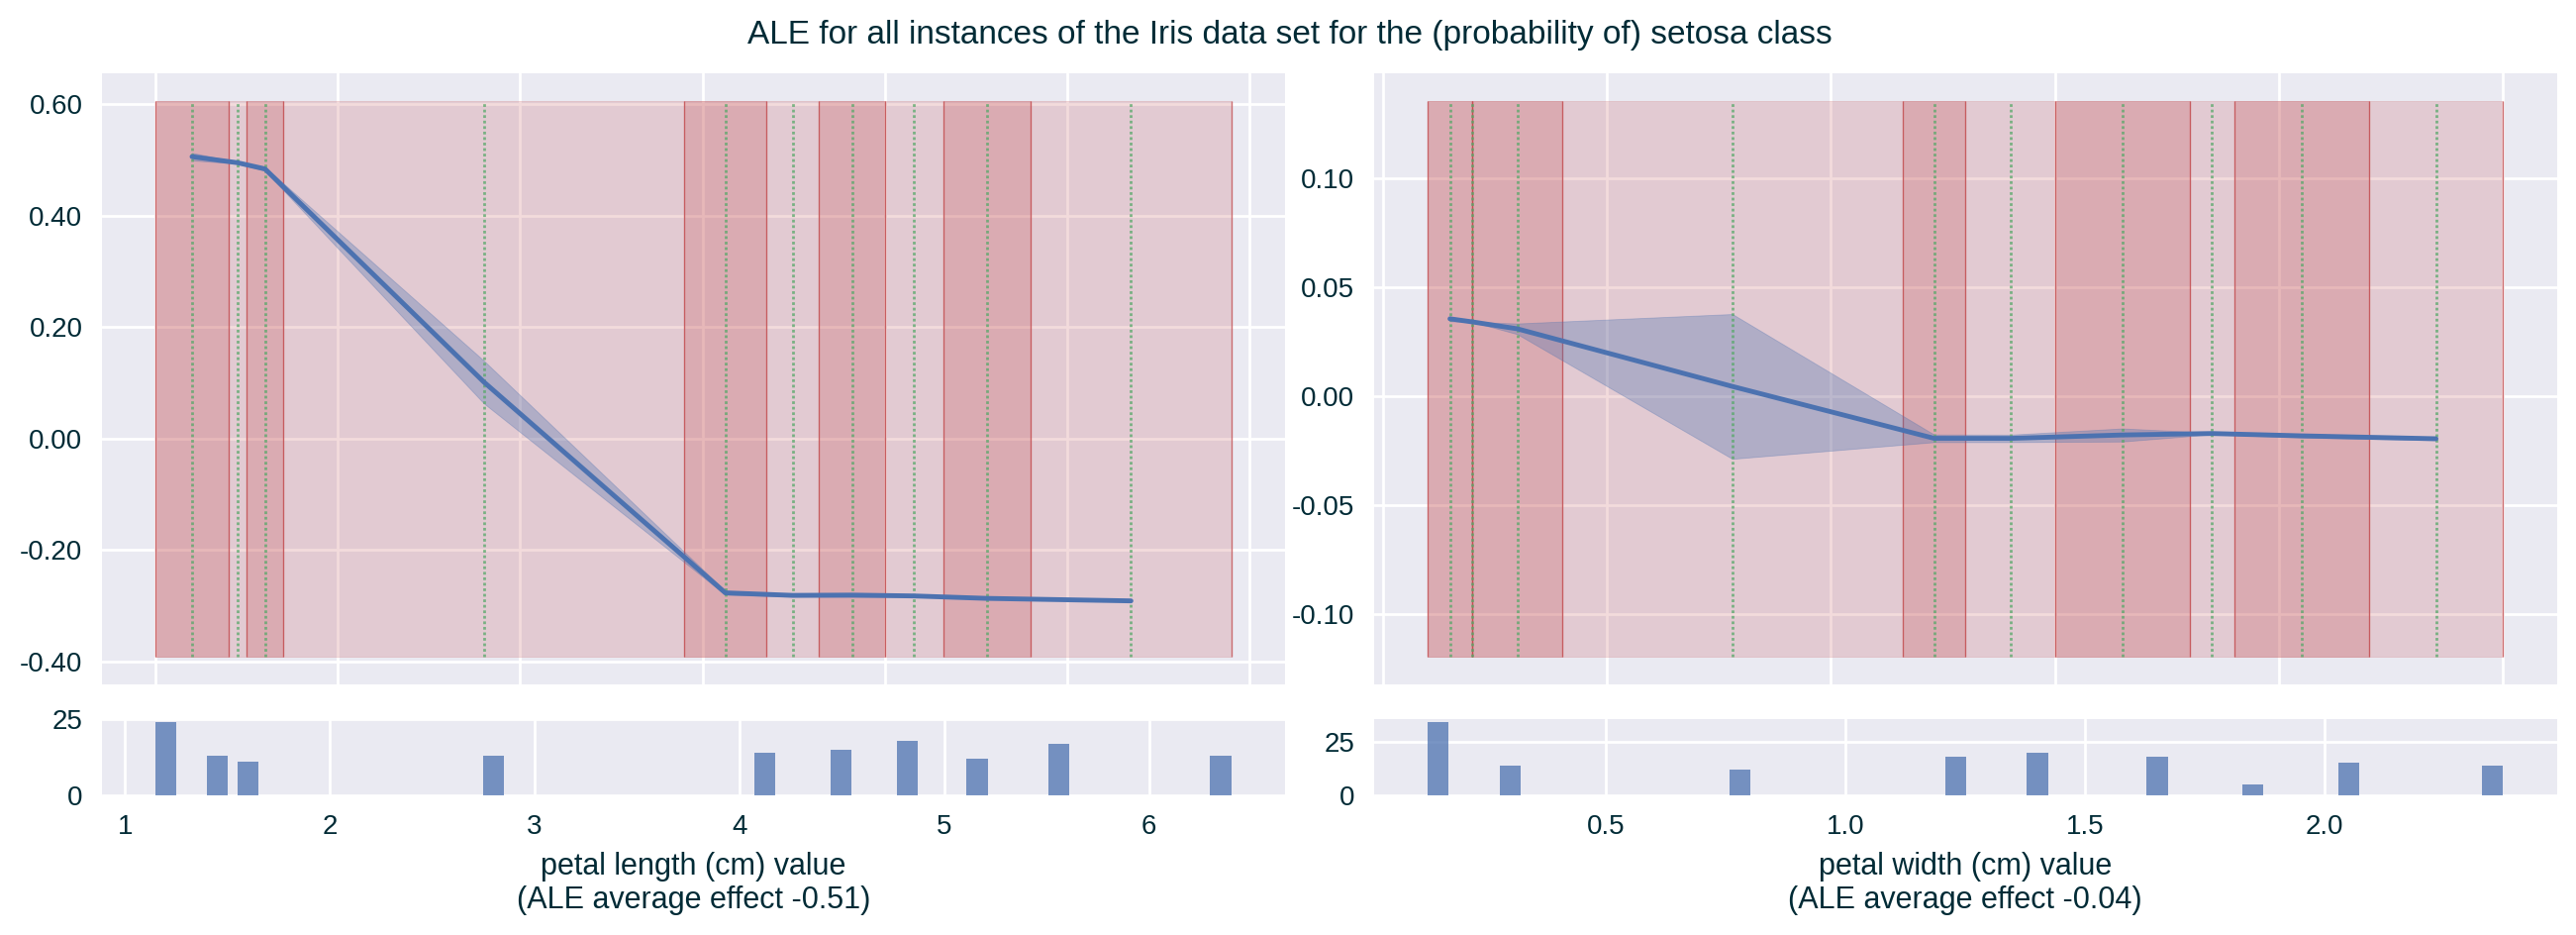 ALE for all instances of the Iris data set for the (probability of) setosa class
0.60
0.40
0.20
0.00
-0.20
-0.40
0.10
0.05
0.00
-0.05
-0.10
25
0
25
0
1 2 3 4 5 6
0.5 1.0 1.5 2.0
petal length (cm) value
(ALE average effect -0.51)
petal width (cm) value
(ALE average effect -0.04)